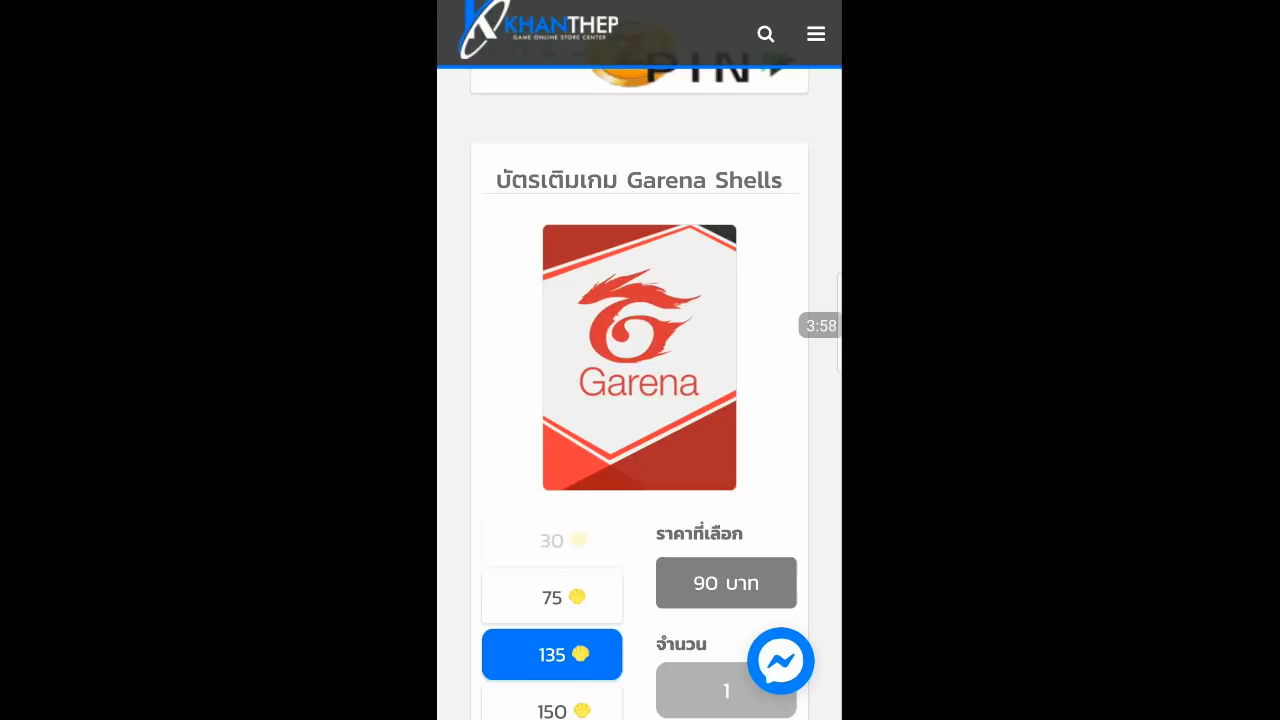 KHANTHEP
GAME ONLINE STORE CENTER
PIN
บัตรเติมเกม Garena Shells
Garena
3:58
30
75
135
150
ราคาที่เลือก
90 บาท
จำนวน
1